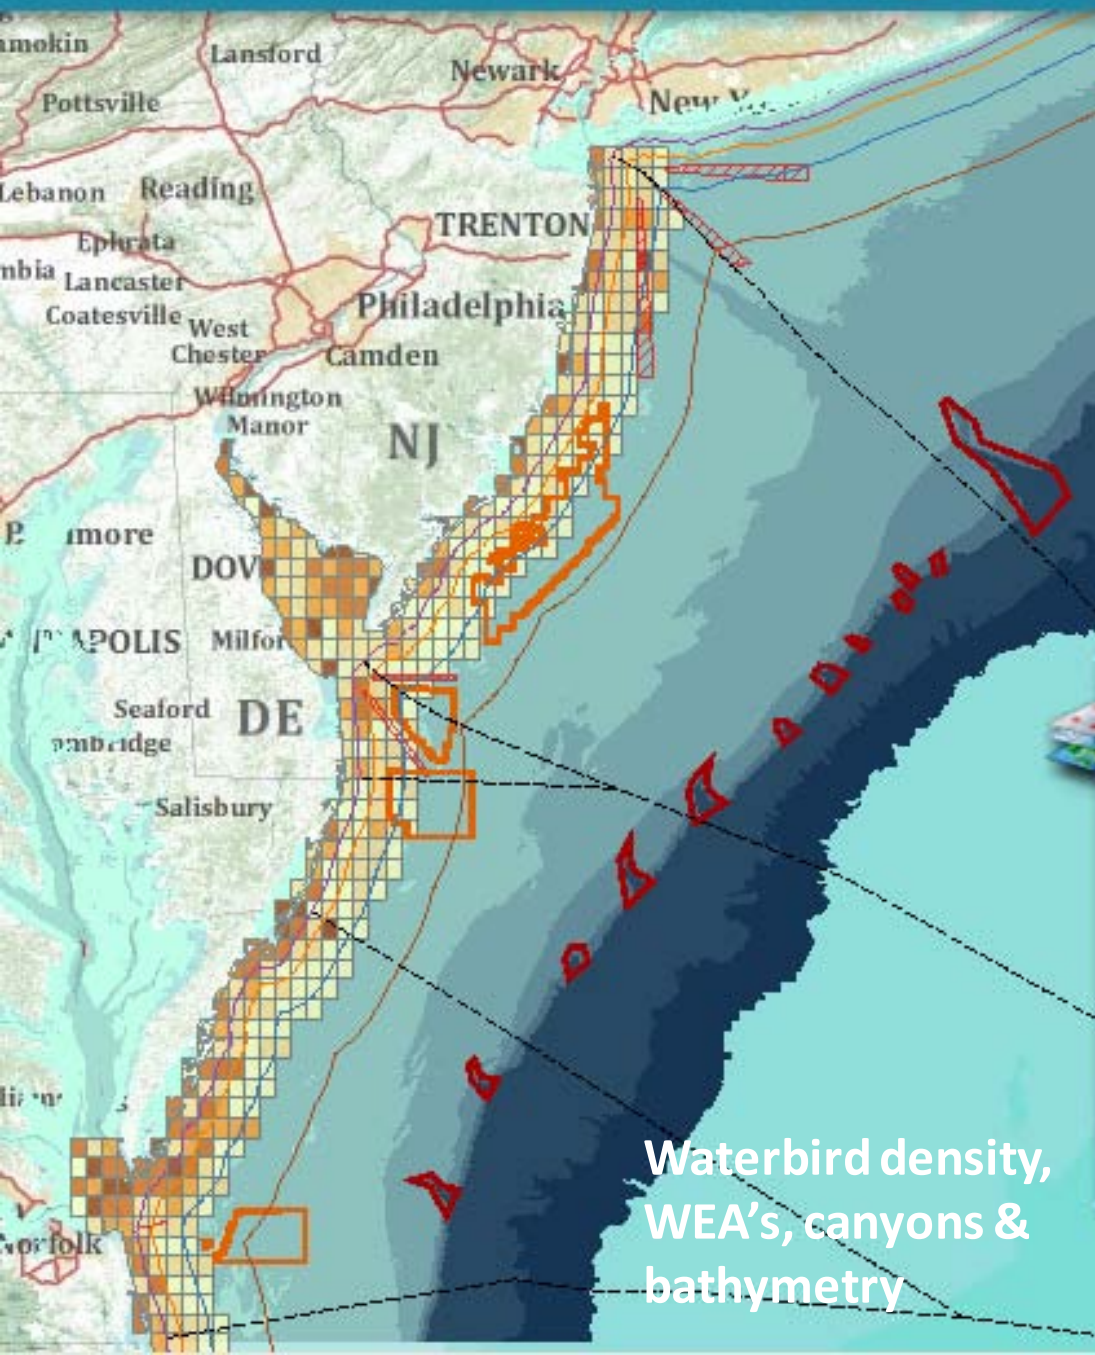 Lansford
Newark
Pottsville
Lebanon
Reading
TRENTON
Ephrata
Lancaster
Philadelphia
Coatesville
West
Chester
Camden
Wilmington
Manor
NJ
DOV
Milfor
Seaford
DE
Salisbury
Norfolk
Waterbird density,
WEA's, canyons &
bathymetry